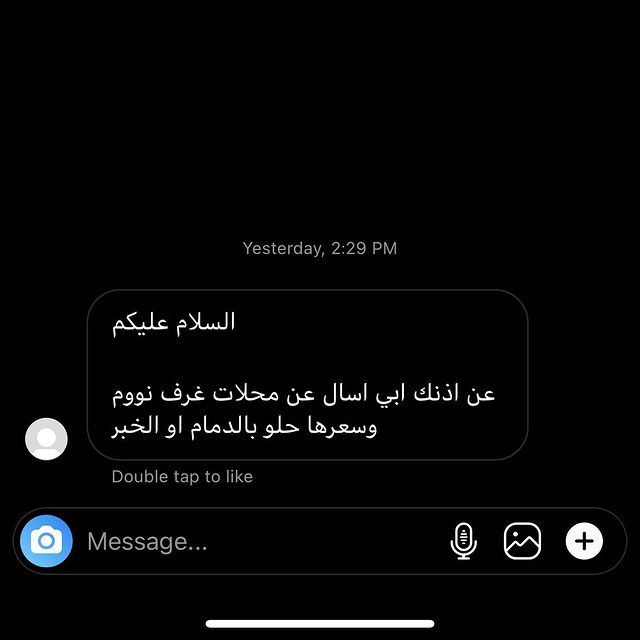 Yesterday, 2:29 PM
السلام عليكم
عن اذنك ابي اسال عن محلات غرف نووم
وسعرها حلو بالدمام او الخبر
Double tap to like
Message...